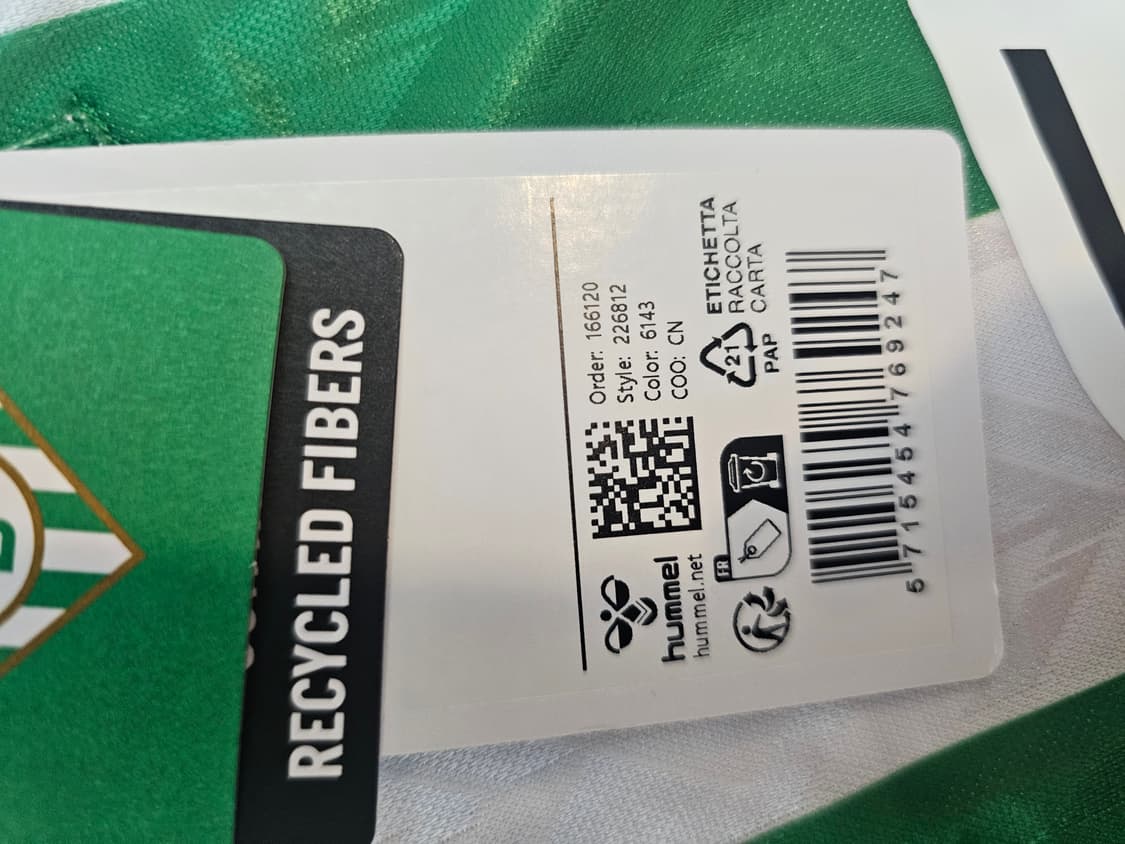 RECYCLED FIBERS
Order: 166120
Style: 226812
Color: 6143
COO: CN
hummel
hummel.net
FR
21
PAP
ETICHETTA
RACCOLTA
CARTA
5 715454 769247